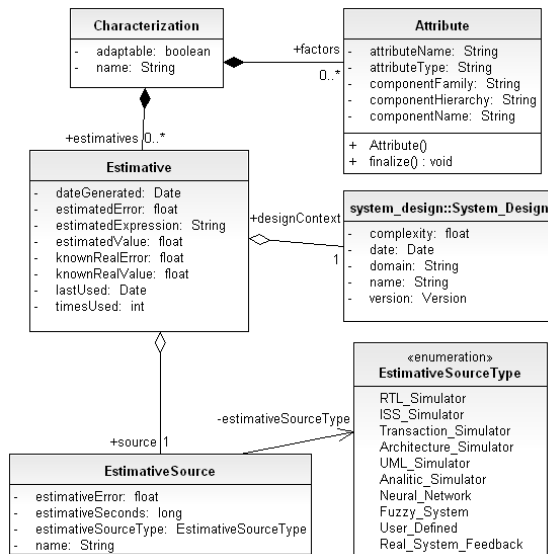 Characterization
- adaptable: boolean
- name: String
+factors
0..*
Attribute
- attributeName: String
- attributeType: String
- componentFamily: String
- componentHierarchy: String
- componentName: String
+ Attribute()
+ finalize() : void
+estimatives 0..*
Estimative
- dateGenerated: Date
- estimatedError: float
- estimatedExpression: String
- estimatedValue: float
- knownRealError: float
- knownRealValue: float
- lastUsed: Date
- timesUsed: int
+designContext
1
system_design::System_Design
- complexity: float
- date: Date
- domain: String
- name: String
- version: Version
«enumeration»
EstimativeSourceType
RTL_Simulator
ISS_Simulator
Transaction_Simulator
Architecture_Simulator
UML_Simulator
Analitic_Simulator
Neural_Network
Fuzzy_System
User_Defined
Real_System_Feedback
-estimativeSourceType
+source 1
EstimativeSource
- estimativeError: float
- estimativeSeconds: long
- estimativeSourceType: EstimativeSourceType
- name: String